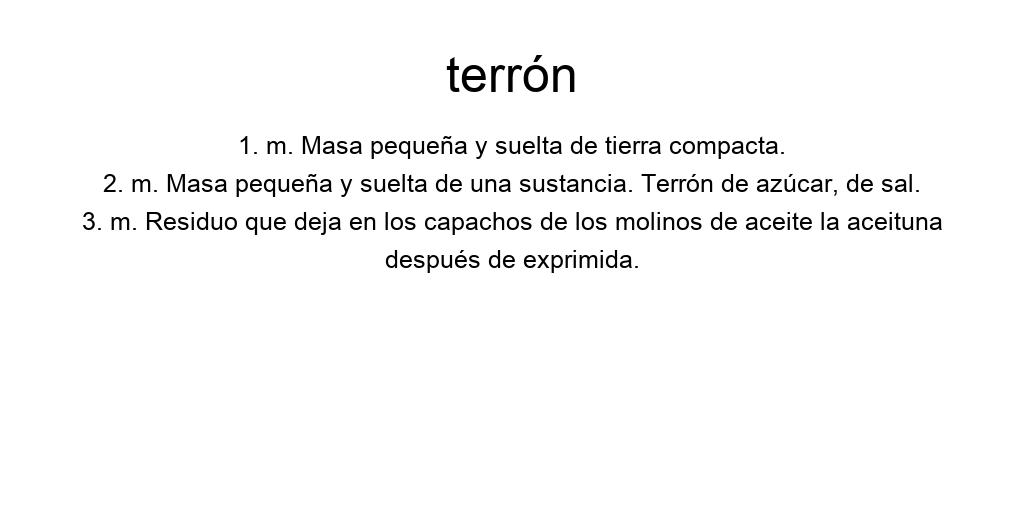 terrón
1. m. Masa pequeña y suelta de tierra compacta.
2. m. Masa pequeña y suelta de una sustancia. Terrón de azúcar, de sal.
3. m. Residuo que deja en los capachos de los molinos de aceite la aceituna
después de exprimida.